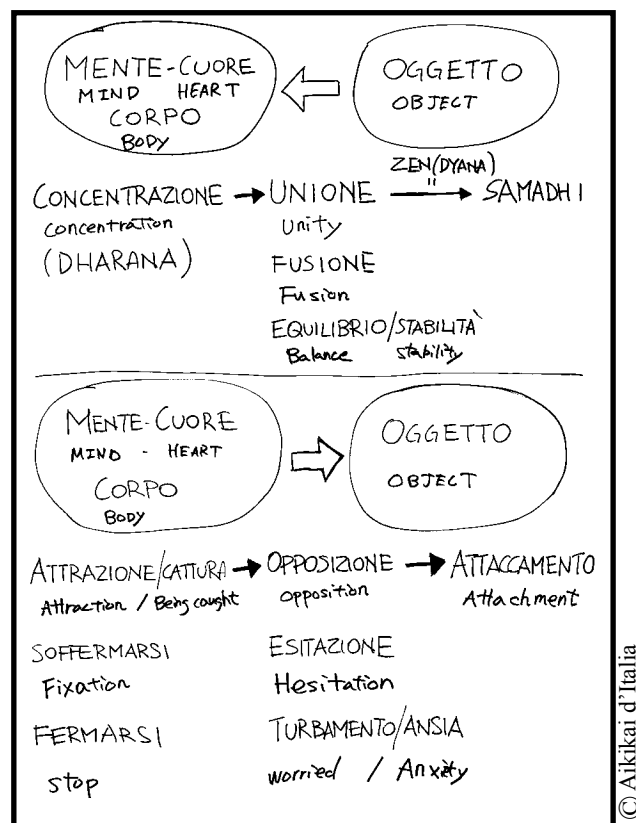 MENTE-CUORE
MIND HEART
CORPO
BODY
OGGETTO
OBJECT
ZEN(DYANA)
"
CONCENTRAZIONE → UNIONE → SAMADHI
concentration Unity
(DHARANA) FUSIONE
Fusion
EQUILIBRIO/STABILITÀ
Balance stability
MENTE-CUORE
MIND - HEART
CORPO
BODY
OGGETTO
OBJECT
ATTRAZIONE/CATTURA → OPPOSIZIONE → ATTACCAMENTO
Attraction / Being caught opposition Attachment
SOFFERMARSI ESITAZIONE
Fixation Hesitation
FERMARSI TURBAMENTO/ANSIA
stop worried / Anxity
© Aikikai d'Italia